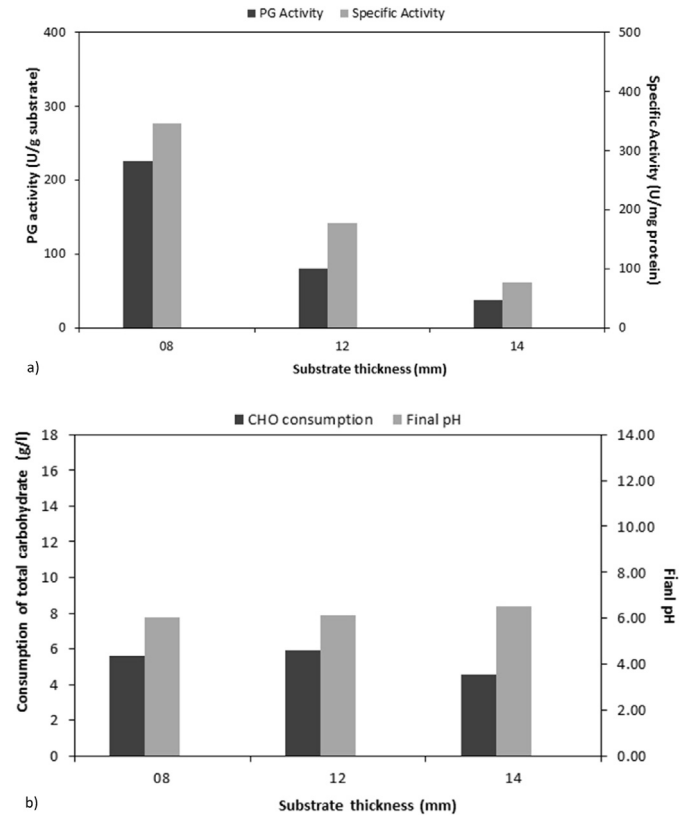 PG Activity Specific Activity
400
300
200
100
0
PG activity (U/g substrate)
500
400
300
200
100
0
Specific Activity (U/mg protein)
08 12 14
Substrate thickness (mm)
a)
CHO consumption Final pH
18
16
14
12
10
8
6
4
2
0
Consumption of total carbohydrate (g/l)
14.00
12.00
10.00
8.00
6.00
4.00
2.00
0.00
Fianl pH
08 12 14
Substrate thickness (mm)
b)